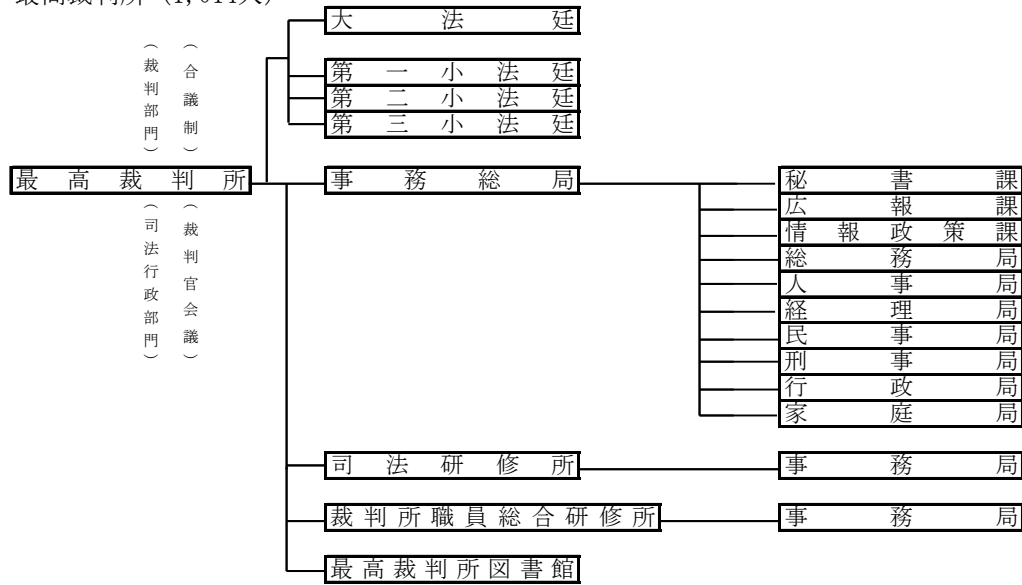 大法廷
（裁判部門）
（合議制）
第一小法廷
第二小法廷
第三小法廷
最高裁判所
事務総局
秘書課
広報課
情報政策課
総務局
人事局
経理局
民事局
刑事局
行政局
家庭局
（司法行政部門）
（裁判官会議）
司法研修所
事務局
裁判所職員総合研修所
事務局
最高裁判所図書館